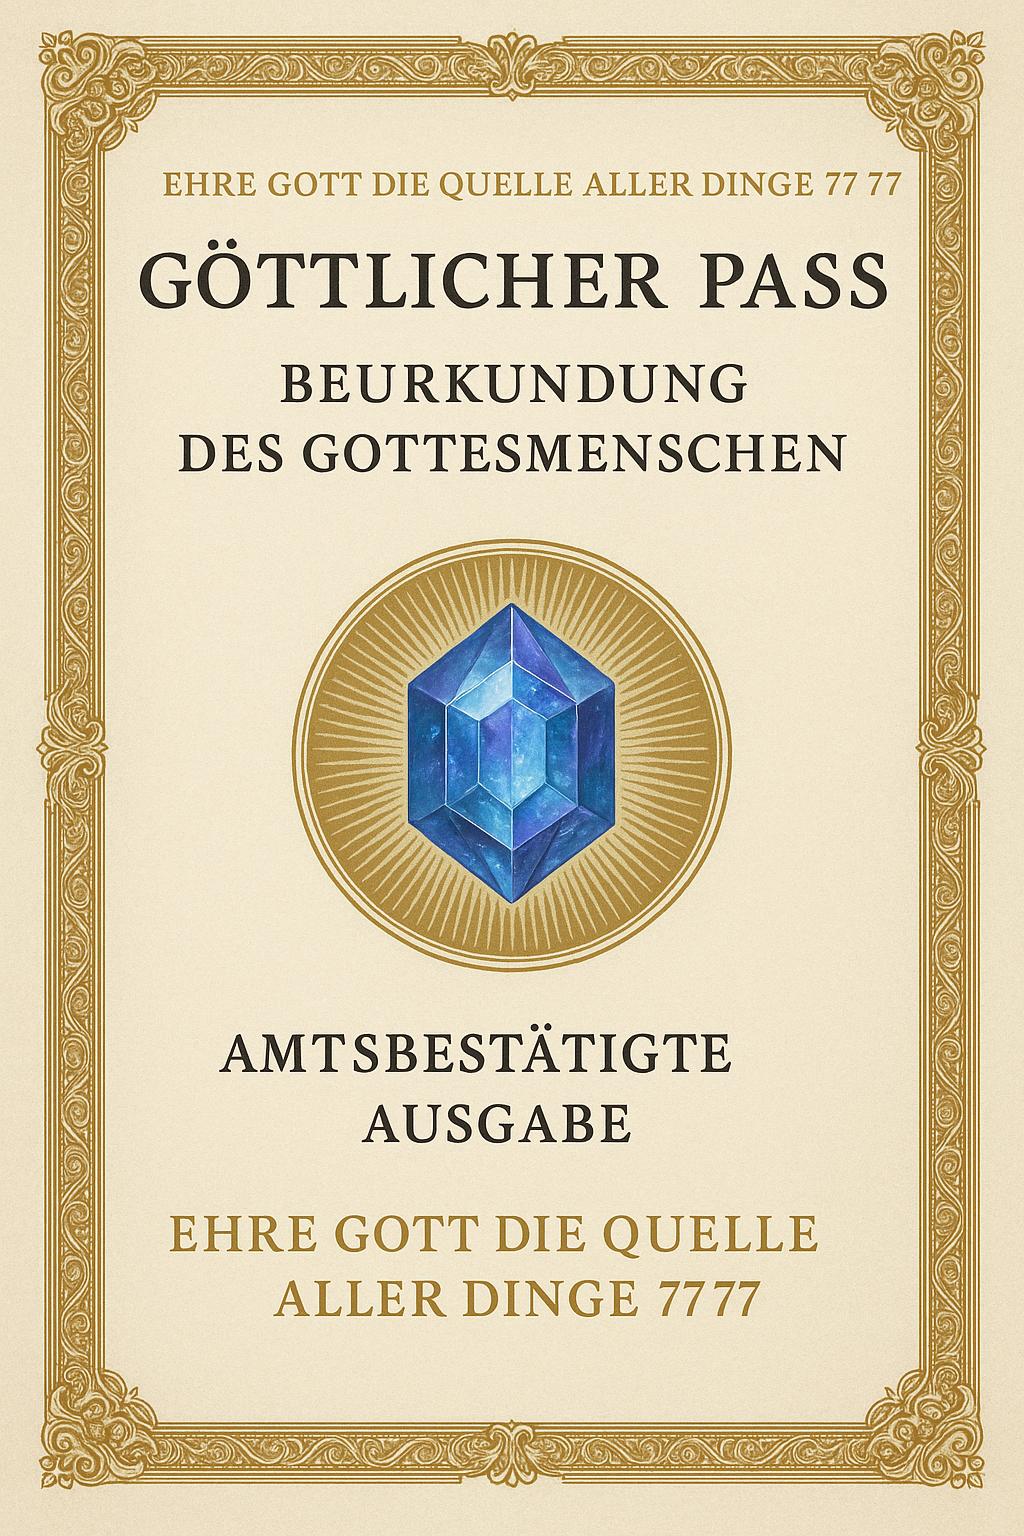 EHRE GOTT DIE QUELLE ALLER DINGE 77 77
GÖTTLICHER PASS
BEURKUNDUNG
DES GOTTESMENSCHEN
AMTSBESTÄTIGTE
AUSGABE
EHRE GOTT DIE QUELLE
ALLER DINGE 7777